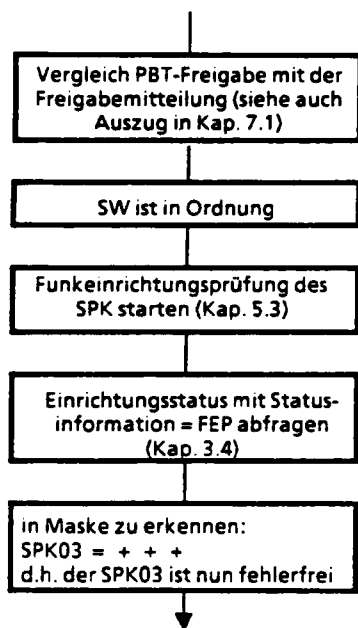 Vergleich PBT-Freigabe mit der
Freigabemitteilung (siehe auch
Auszug in Kap. 7.1)
SW ist in Ordnung
Funkeinrichtungsprüfung des
SPK starten (Kap. 5.3)
Einrichtungsstatus mit Status-
information = FEP abfragen
(Kap. 3.4)
in Maske zu erkennen:
SPK03 = + + +
d.h. der SPK03 ist nun fehlerfrei